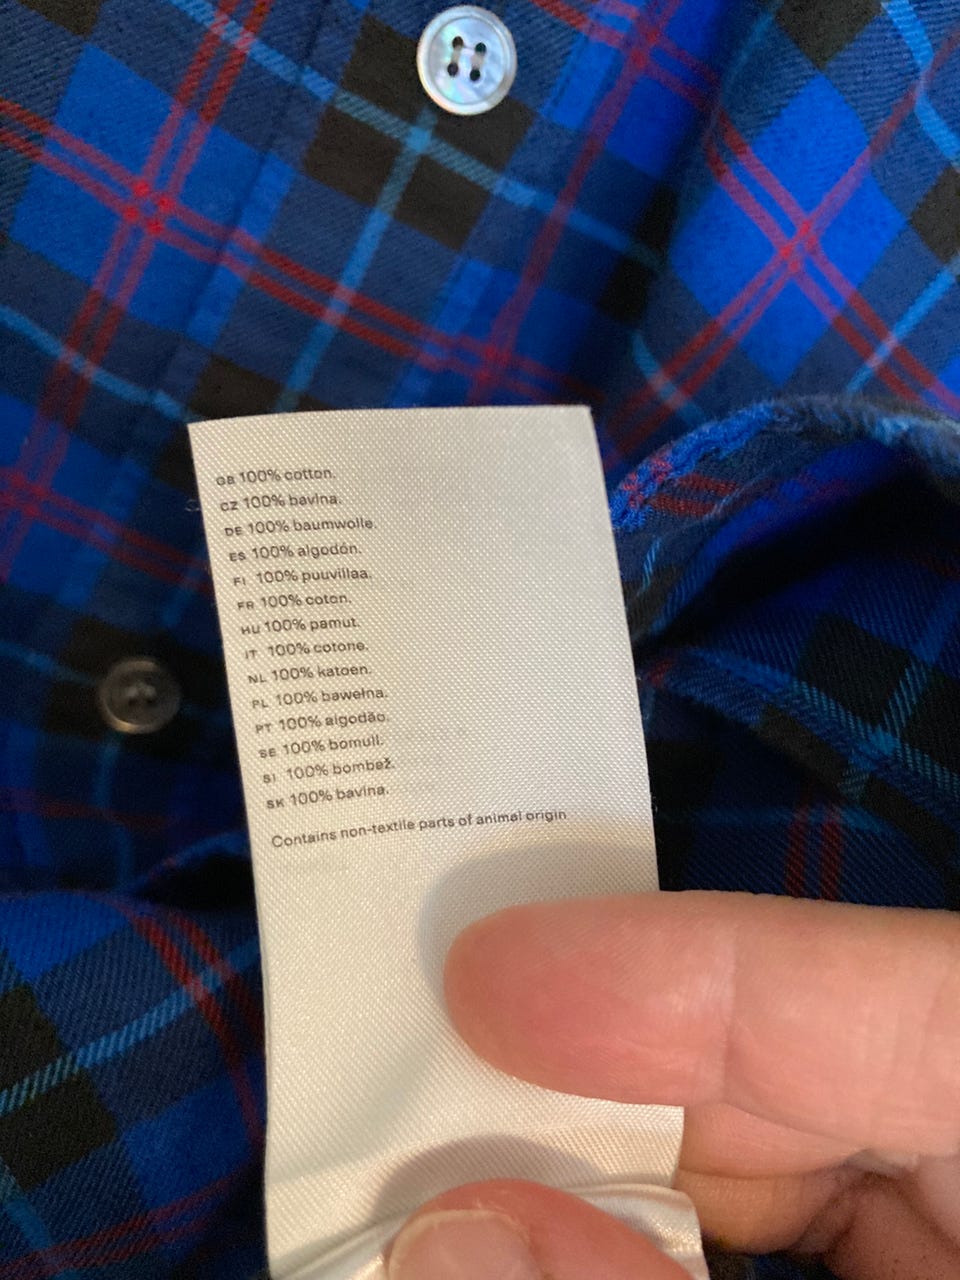 GB 100% cotton.
CZ 100% bavlna.
DE 100% baumwolle.
ES 100% algodón.
FI 100% puuvillaa.
FR 100% coton.
HU 100% pamut.
IT 100% cotone.
NL 100% katoen.
PL 100% bawełna.
PT 100% algodão.
SE 100% bomull.
SI 100% bombaž.
SK 100% bavlna.
Contains non-textile parts of animal origin